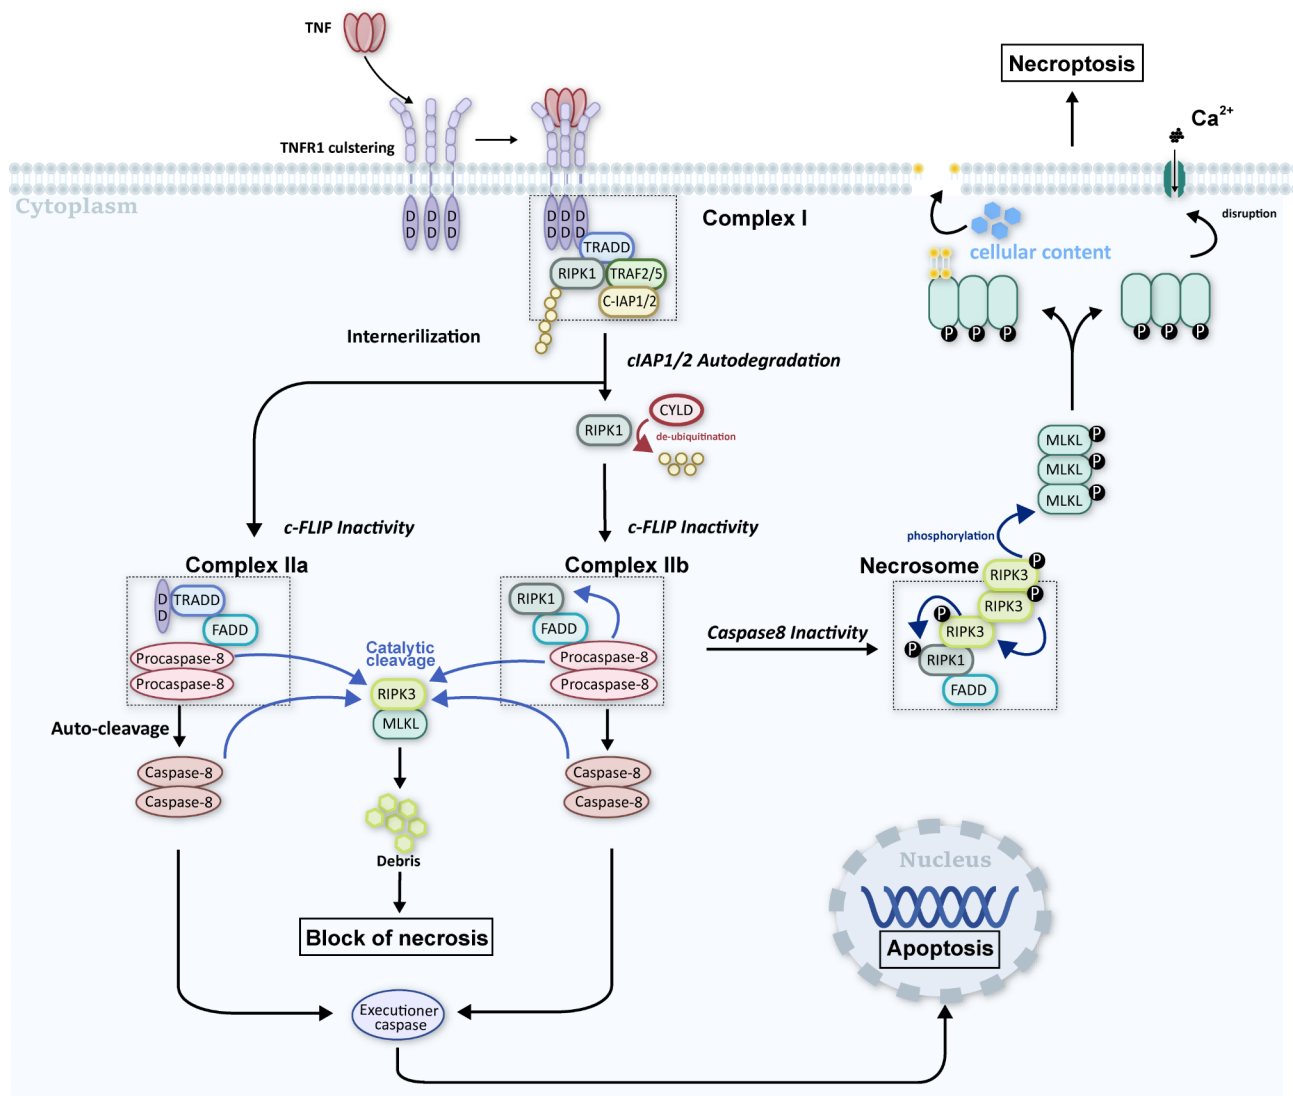 TNF
Necroptosis
Ca2+
TNFR1 culstering
Cytoplasm
D
D
D
D
D
D
D
D
D
D
D
D
Complex I
TRADD
RIPK1
TRAF2/5
C-IAP1/2
disruption
cellular content
P
P
P
P
P
P
Internerilization
cIAP1/2 Autodegradation
CYLD
RIPK1
de-ubiquitination
MLKL
P
MLKL
P
MLKL
P
c-FLIP Inactivity
c-FLIP Inactivity
phosphorylation
Complex IIa
Complex IIb
Necrosome
P
RIPK3
P
RIPK3
P
RIPK3
P
RIPK1
FADD
D
D
TRADD
FADD
Procaspase-8
Procaspase-8
RIPK1
FADD
Procaspase-8
Procaspase-8
Caspase8 Inactivity
Catalytic
cleavage
RIPK3
MLKL
Auto-cleavage
Caspase-8
Caspase-8
Caspase-8
Caspase-8
Debris
Block of necrosis
Nucleus
Apoptosis
Executioner
caspase